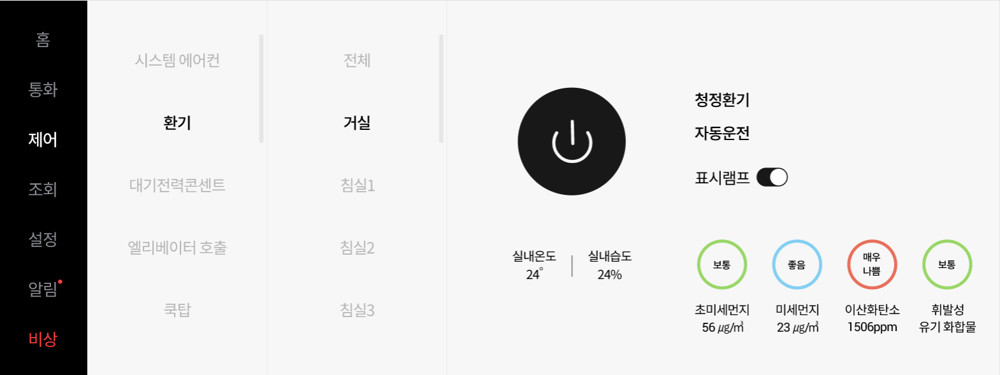 홈
통화
제어
조회
설정
알림
비상
시스템 에어컨
환기
대기전력콘센트
엘리베이터 호출
쿡탑
전체
거실
침실1
침실2
침실3
실내온도
24°
실내습도
24%
청정환기
자동운전
표시램프
보통
초미세먼지
56 ㎍/㎥
좋음
미세먼지
23 ㎍/㎥
매우
나쁨
이산화탄소
1506ppm
보통
휘발성
유기 화합물